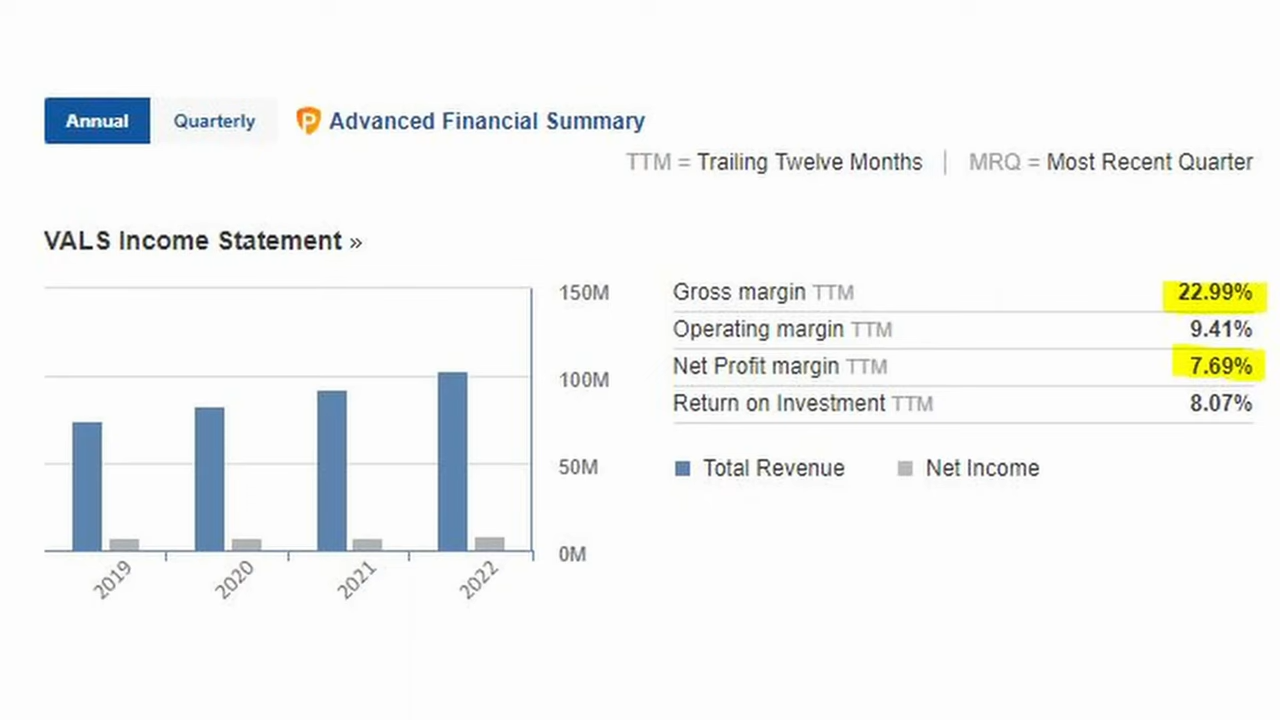 Annual Quarterly P Advanced Financial Summary
TTM = Trailing Twelve Months | MRQ = Most Recent Quarter
VALS Income Statement »
150M
100M
50M
0M
2019 2020 2021 2022
Gross margin TTM 22.99%
Operating margin TTM 9.41%
Net Profit margin TTM 7.69%
Return on Investment TTM 8.07%
Total Revenue Net Income